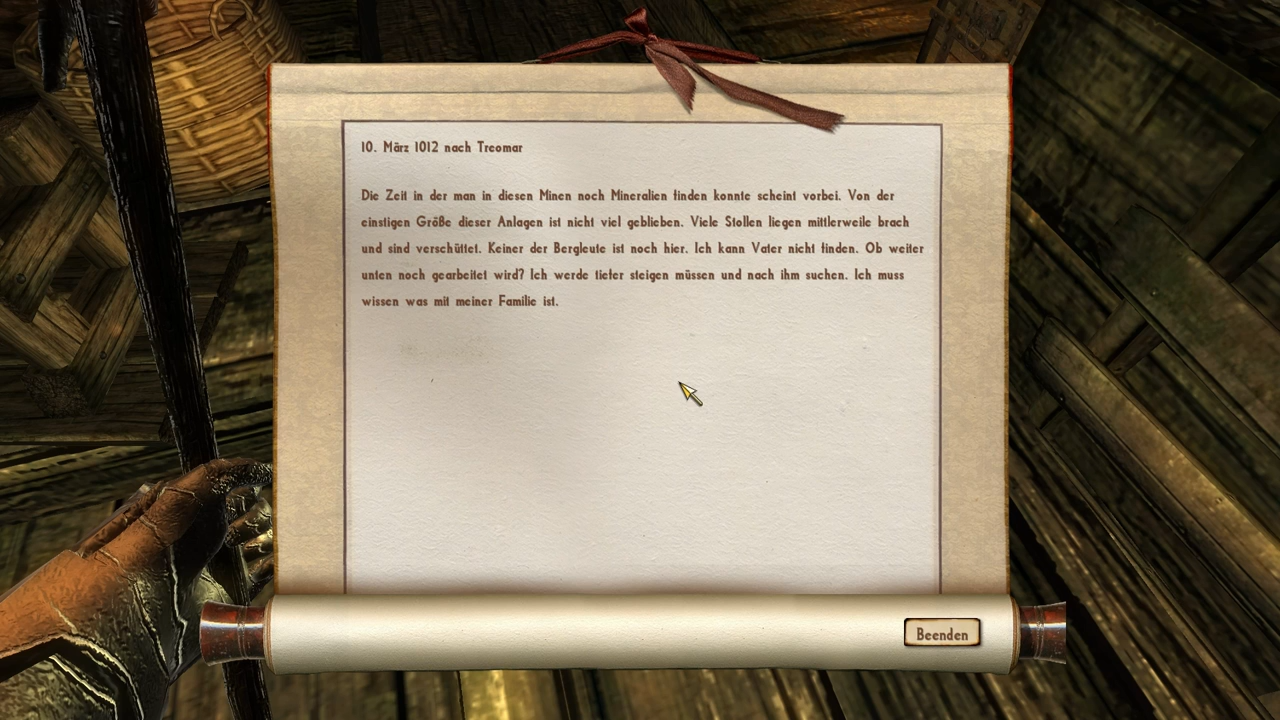 10. März 1012 nach Treomar
Die Zeit in der man in diesen Minen noch Mineralien finden konnte scheint vorbei. Von der
einstigen Größe dieser Anlagen ist nicht viel geblieben. Viele Stollen liegen mittlerweile brach
und sind verschüttet. Keiner der Bergleute ist noch hier. Ich kann Vater nicht finden. Ob weiter
unten noch gearbeitet wird? Ich werde tiefer steigen müssen und nach ihm suchen. Ich muss
wissen was mit meiner Familie ist.
Beenden